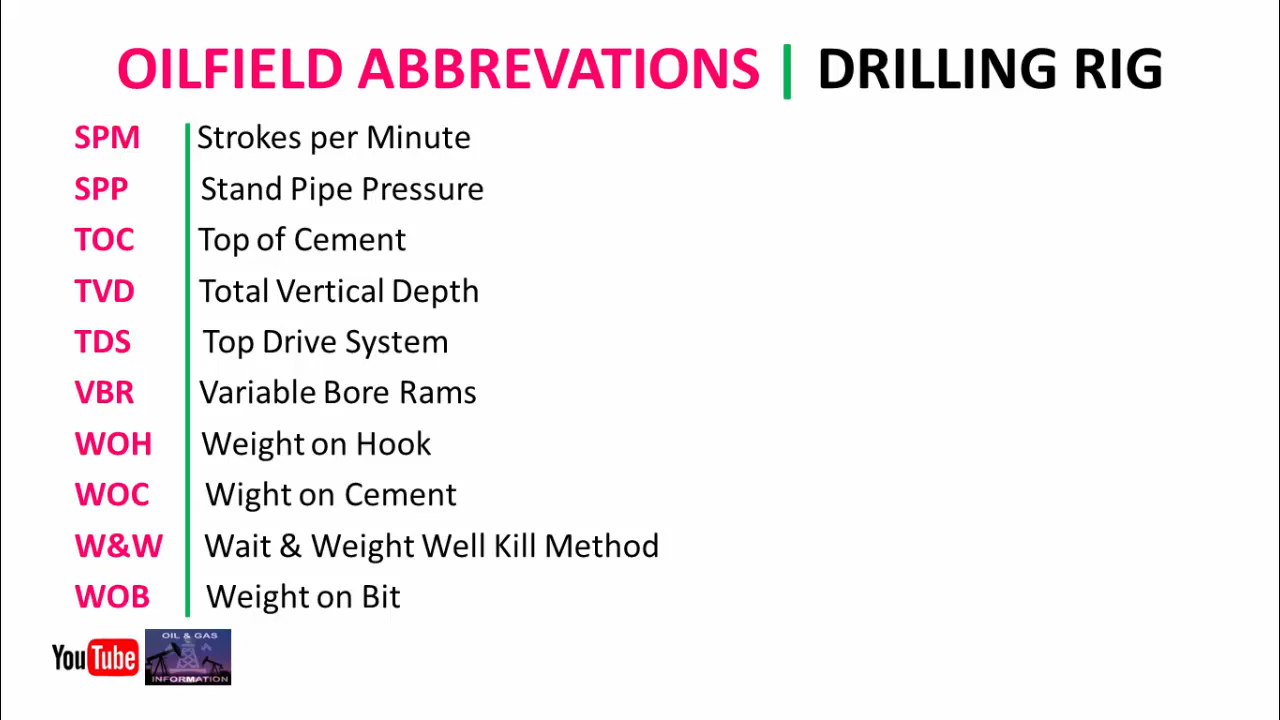 OILFIELD ABBREVATIONS | DRILLING RIG
SPM Strokes per Minute
SPP Stand Pipe Pressure
TOC Top of Cement
TVD Total Vertical Depth
TDS Top Drive System
VBR Variable Bore Rams
WOH Weight on Hook
WOC Wight on Cement
W&W Wait & Weight Well Kill Method
WOB Weight on Bit
YouTube
OIL & GAS
INFORMATION